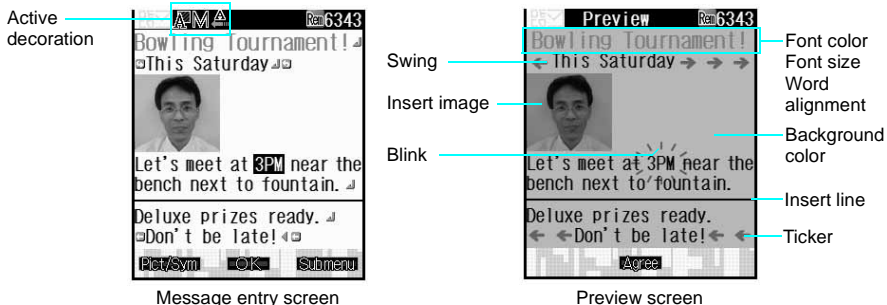 Active
decoration
A M
Rem 6343
Bowling Tournament!
This Saturday
Let's meet at 3PM near the
bench next to fountain.
Deluxe prizes ready.
Don't be late!
Pict/Sym OK Submenu
Message entry screen
Swing
Insert image
Blink
Preview Rem 6343
Bowling Tournament!
This Saturday
Let's meet at 3PM near the
bench next to fountain.
Deluxe prizes ready.
Don't be late!
Agree
Preview screen
Font color
Font size
Word
alignment
Background
color
Insert line
Ticker